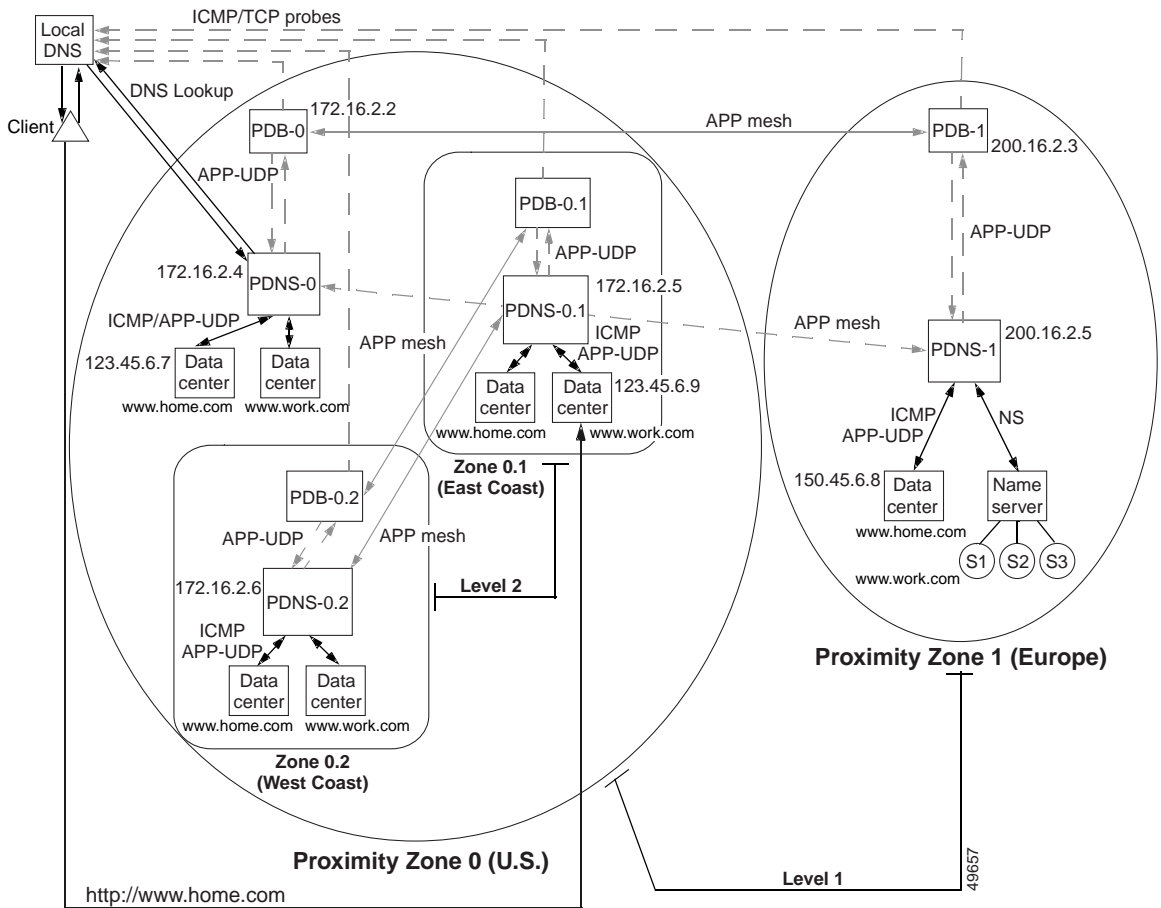 ICMP/TCP probes
Local
DNS
DNS Lookup
Client
172.16.2.2
PDB-0
APP mesh
PDB-1
200.16.2.3
APP-UDP
PDB-0.1
APP-UDP
APP-UDP
172.16.2.4
PDNS-0
172.16.2.5
PDNS-0.1
200.16.2.5
PDNS-1
APP mesh
ICMP/APP-UDP
APP mesh
ICMP
APP-UDP
123.45.6.7
Data
center
Data
center
www.home.com
www.work.com
Data
center
Data
center
123.45.6.9
www.home.com
www.work.com
ICMP
APP-UDP
NS
150.45.6.8
Data
center
Name
server
www.home.com
S1
S2
S3
www.work.com
Zone 0.1
(East Coast)
PDB-0.2
APP-UDP
APP mesh
172.16.2.6
PDNS-0.2
Level 2
ICMP
APP-UDP
Data
center
Data
center
www.home.com
www.work.com
Zone 0.2
(West Coast)
Proximity Zone 1 (Europe)
Proximity Zone 0 (U.S.)
Level 1
49657
http://www.home.com